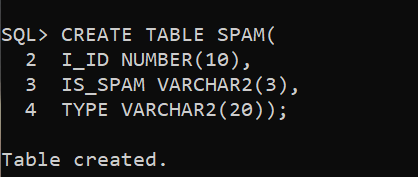 SQL> CREATE TABLE SPAM(
2 I_ID NUMBER(10),
3 IS_SPAM VARCHAR2(3),
4 TYPE VARCHAR2(20));
Table created.